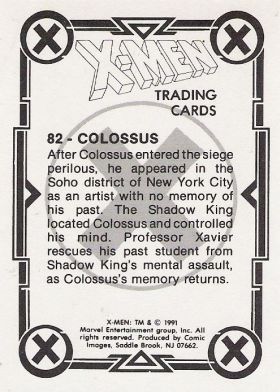 X-MEN
TRADING
CARDS
82 - COLOSSUS
After Colossus entered the siege
perilous, he appeared in the
Soho district of New York City
as an artist with no memory of
his past. The Shadow King
located Colossus and controlled
his mind. Professor Xavier
rescues his past student from
Shadow King's mental assault,
as Colossus's memory returns.
X-MEN: TM & © 1991
Marvel Entertainment group, Inc. All
rights reserved. Produced by Comic
Images, Saddle Brook, NJ 07662.